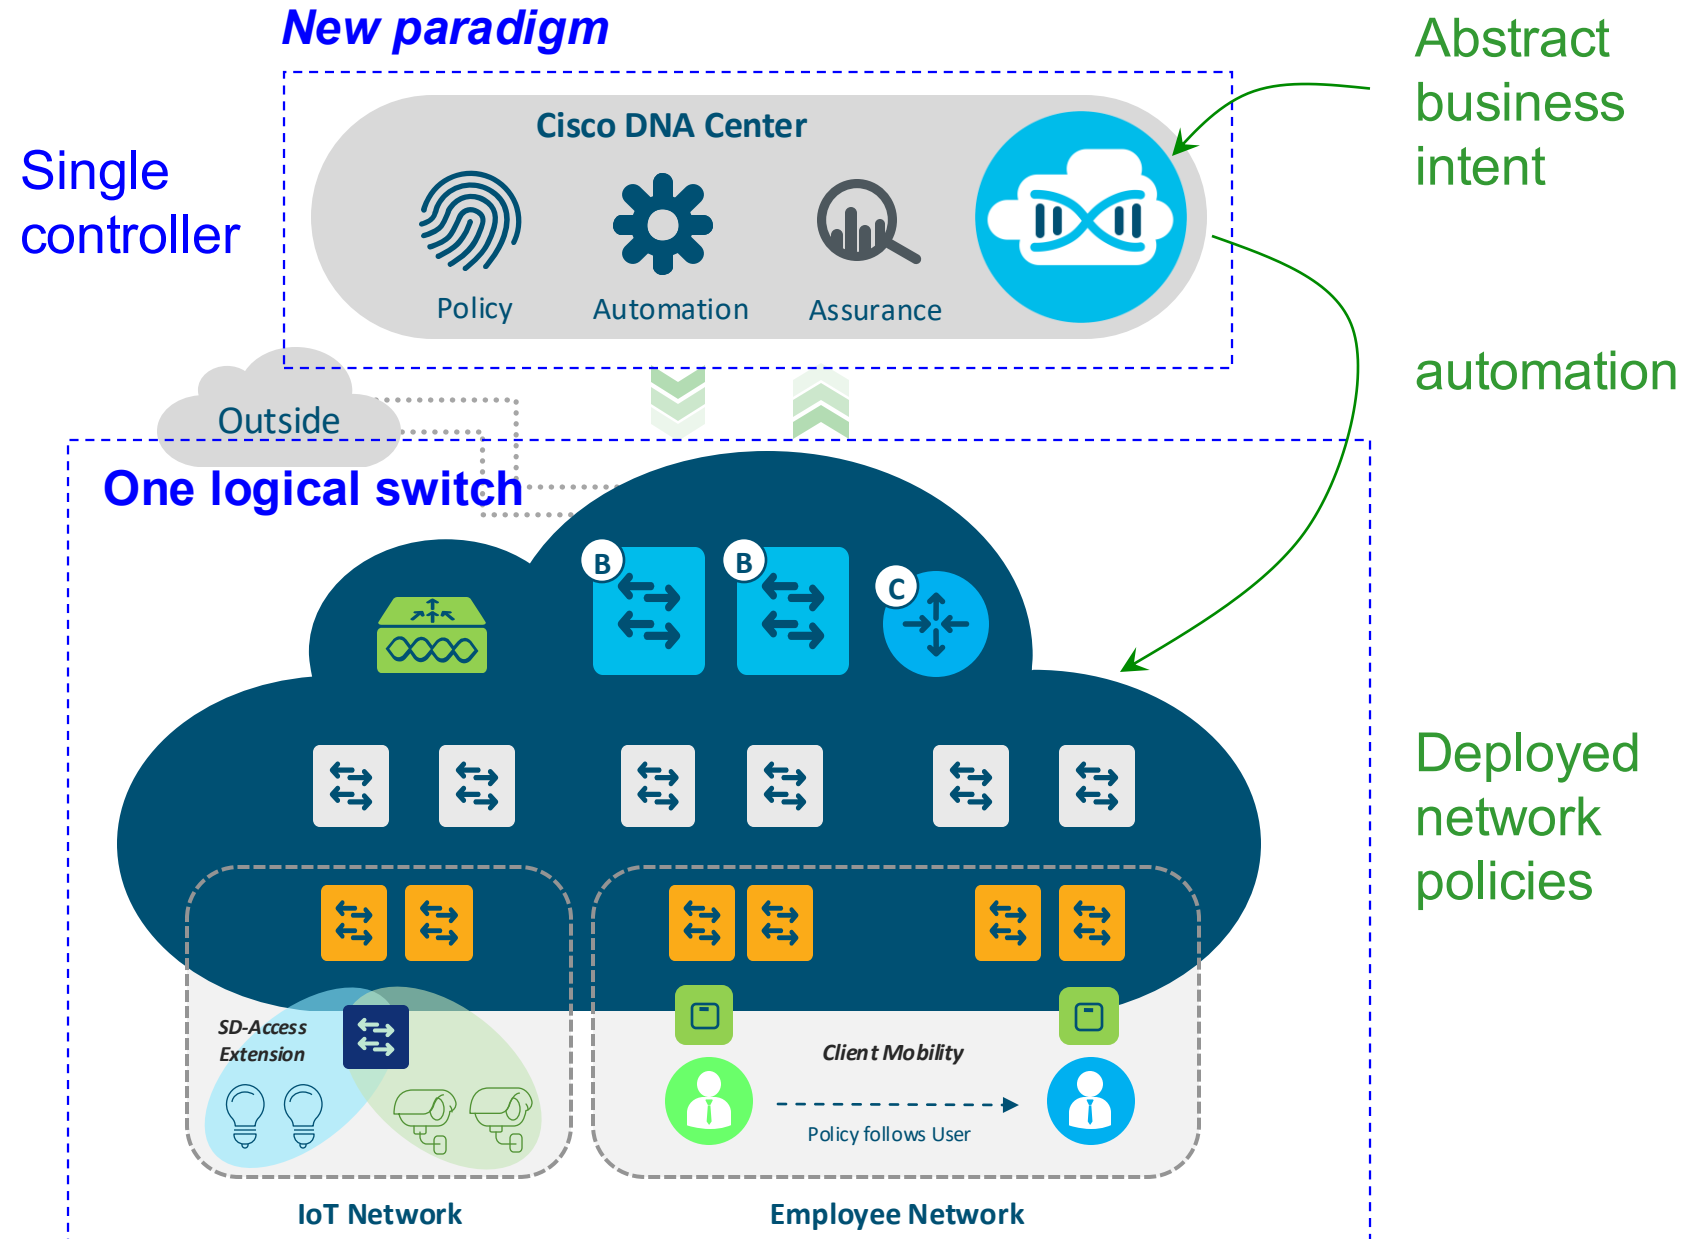 New paradigm
Abstract
business
intent
Single
controller
Cisco DNA Center
Policy
Automation
Assurance
automation
Outside
One logical switch
B
B
C
Deployed
network
policies
SD-Access
Extension
Client Mobility
Policy follows User
IoT Network
Employee Network